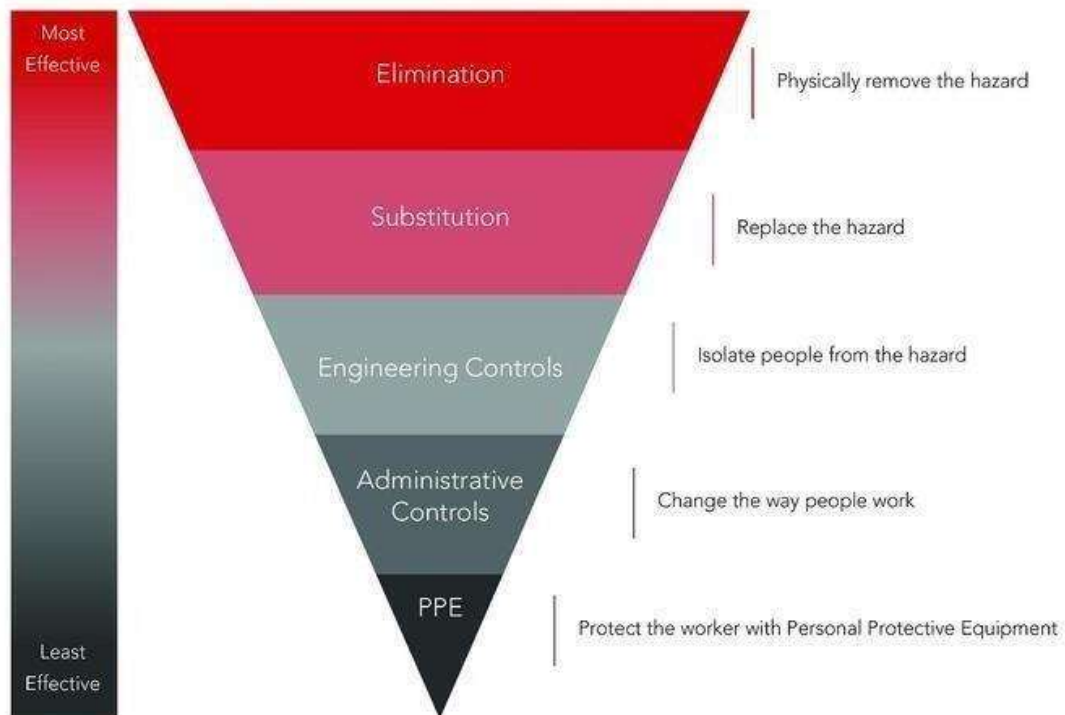 Most
Effective
Elimination
Physically remove the hazard
Substitution
Replace the hazard
Engineering Controls
Isolate people from the hazard
Administrative
Controls
Change the way people work
PPE
Protect the worker with Personal Protective Equipment
Least
Effective